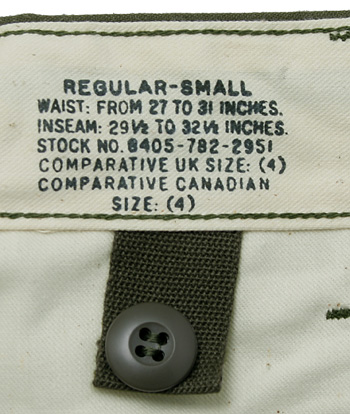 REGULAR-SMALL
WAIST: FROM 27 TO 31 INCHES.
INSEAM: 29½ TO 32½ INCHES.
STOCK NO. 8405-782-2951
COMPARATIVE UK SIZE: (4)
COMPARATIVE CANADIAN
SIZE: (4)